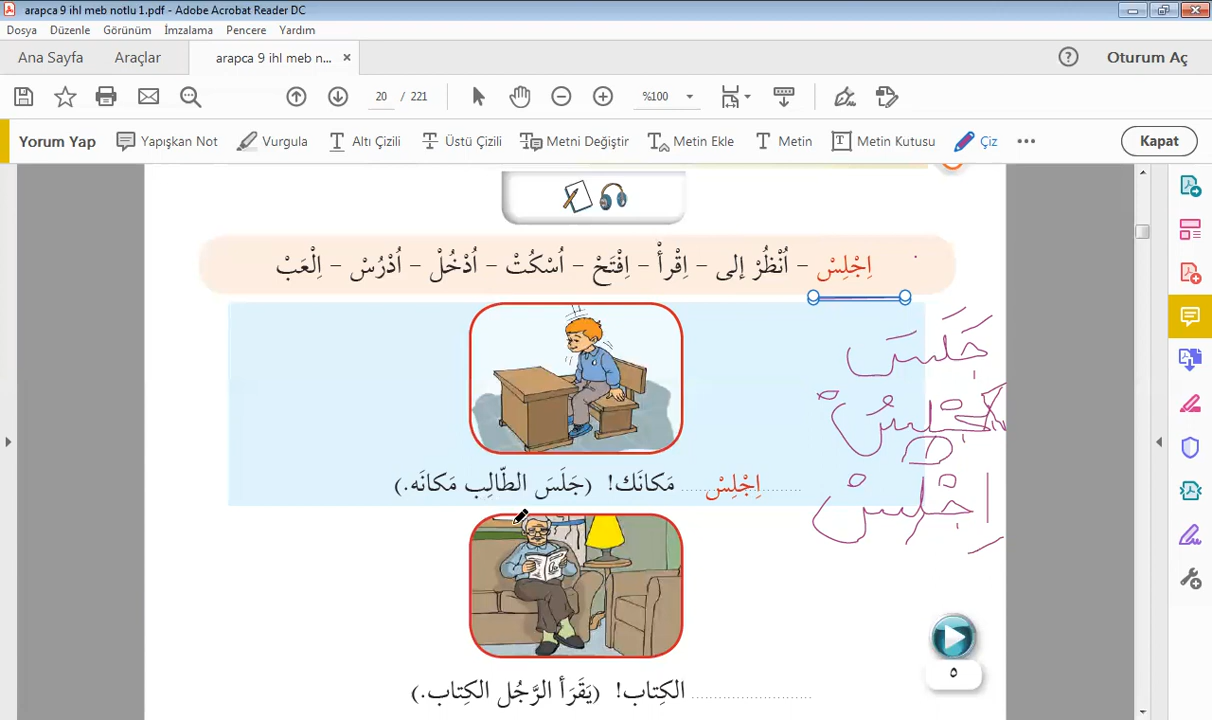 arapca 9 ihl meb notlu 1.pdf - Adobe Acrobat Reader DC
Dosya Düzenle Görünüm İmzalama Pencere Yardım
Ana Sayfa Araçlar arapca 9 ihl meb n... × Oturum Aç
20 / 221 %100
Yorum Yap Yapışkan Not Vurgula Altı Çizili Üstü Çizili Metni Değiştir Metni Ekle Metin Metin Kutusu Çiz Kapat
اِجْلِسْ – اُنْظُرْ إلى – اِقْرأْ – اِفْتَحْ – اُسْكُتْ – اُدْخُلْ – اُدْرُسْ – اِلْعَبْ
جَلَسَ
اِجْلِسْ
اِجْلِسْ مَكانَك! (جَلَسَ الطّالِب مَكانَه.)
................ الكِتاب! (يَقَرَأ الرَّجُل الكِتاب.)
٥